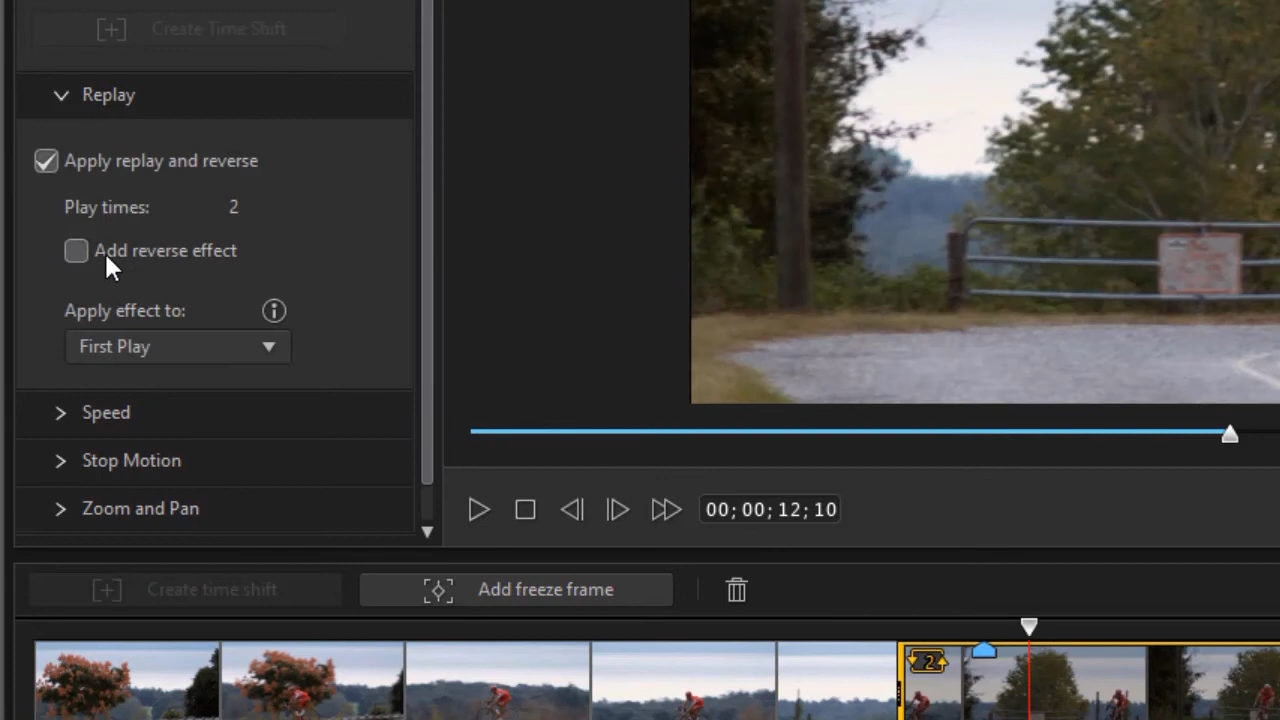 Create Time Shift
Replay
Apply replay and reverse
Play times: 2
Add reverse effect
Apply effect to:
First Play
Speed
Stop Motion
Zoom and Pan
00; 00; 12; 10
Create time shift
Add freeze frame
2